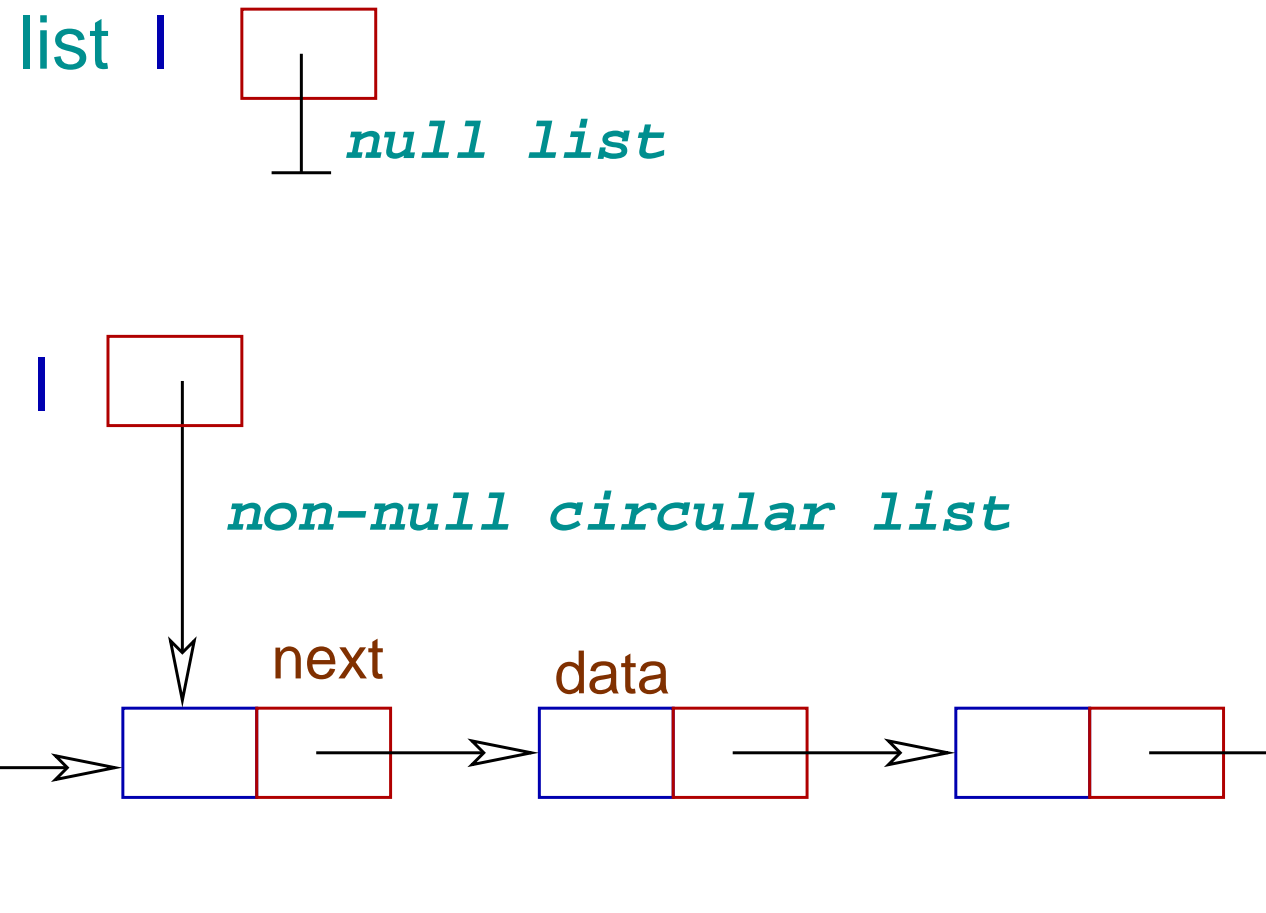 list l
null list
l
non-null circular list
next
data